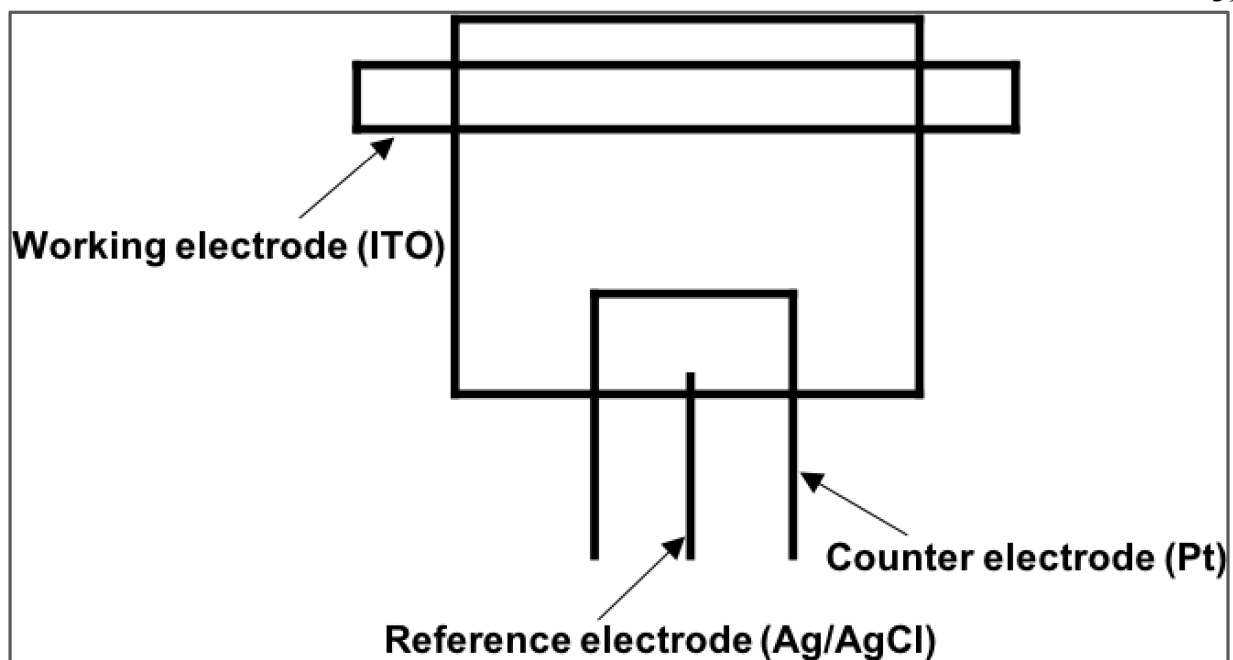 Working electrode (ITO)
Counter electrode (Pt)
Reference electrode (Ag/AgCl)